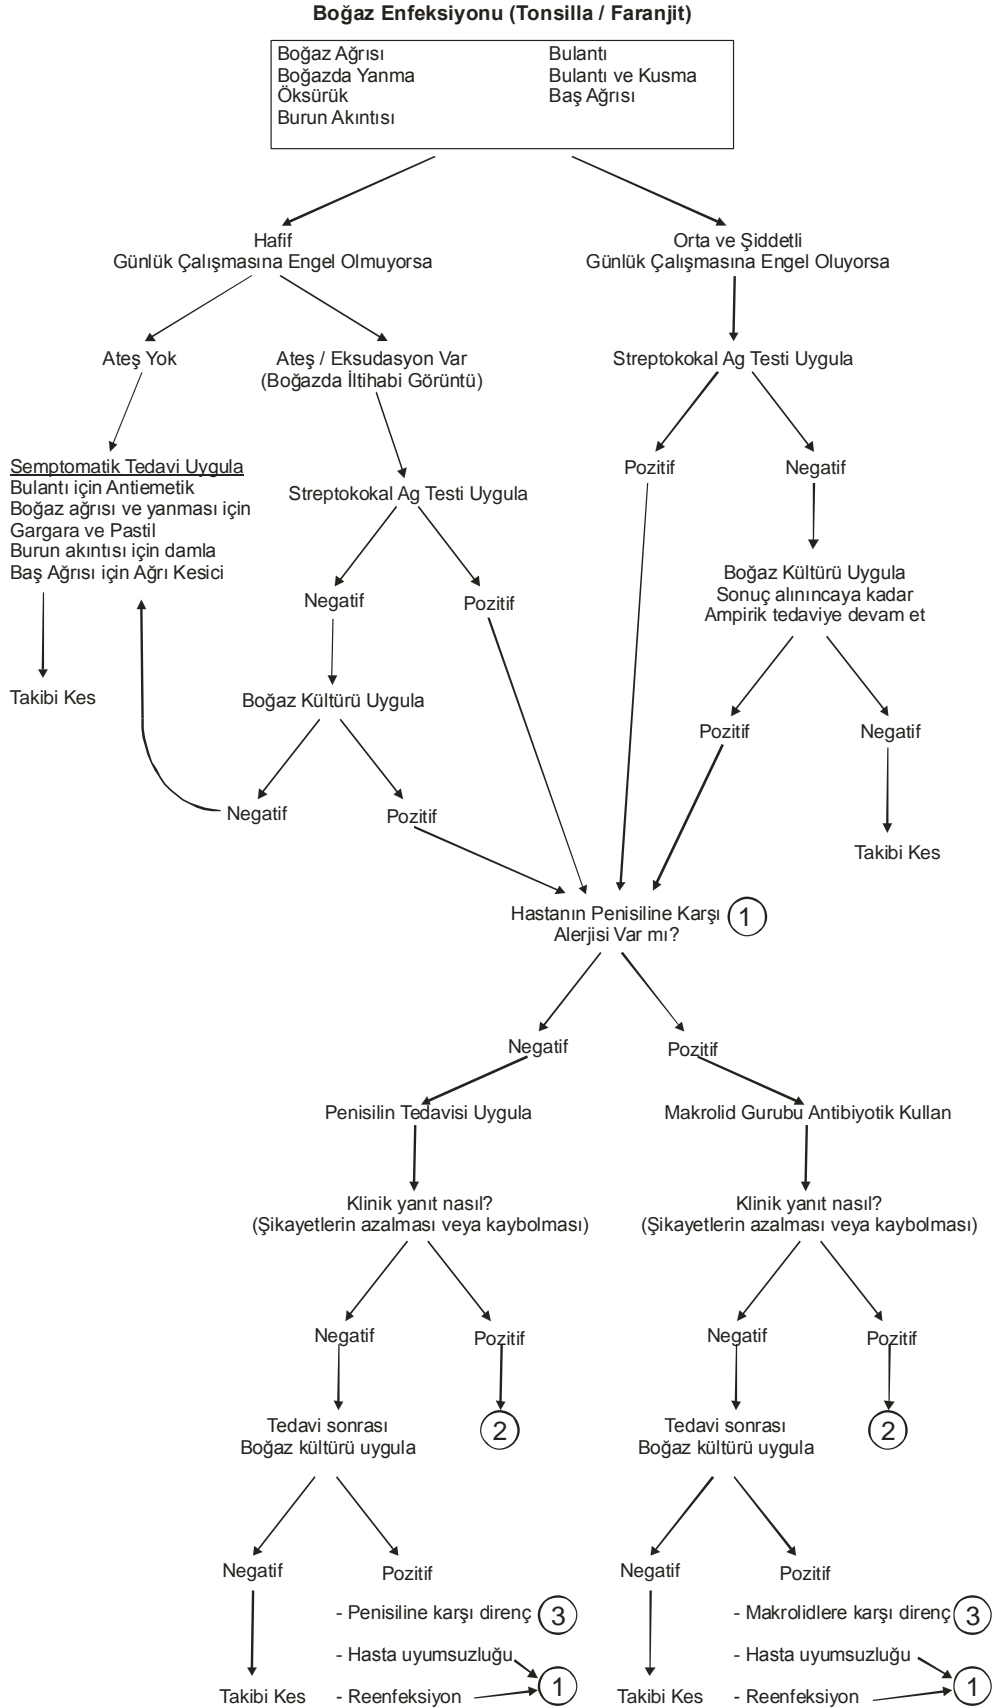 Boğaz Enfeksiyonu (Tonsilla / Faranjit)
Boğaz Ağrısı
Boğazda Yanma
Öksürük
Burun Akıntısı
Bulantı
Bulantı ve Kusma
Baş Ağrısı
Hafif
Günlük Çalışmasına Engel Olmuyorsa
Orta ve Şiddetli
Günlük Çalışmasına Engel Oluyorsa
Ateş Yok
Ateş / Eksudasyon Var
(Boğazda İltihabi Görüntü)
Streptokokal Ag Testi Uygula
Semptomatik Tedavi Uygula
Bulantı için Antiemetik
Boğaz ağrısı ve yanması için
Gargara ve Pastil
Burun akıntısı için damla
Baş Ağrısı için Ağrı Kesici
Streptokokal Ag Testi Uygula
Pozitif
Negatif
Negatif
Pozitif
Boğaz Kültürü Uygula
Sonuç alınıncaya kadar
Ampirik tedaviye devam et
Takibi Kes
Boğaz Kültürü Uygula
Pozitif
Negatif
Negatif
Pozitif
Takibi Kes
Hastanın Penisiline Karşı
Alerjisi Var mı?
1
Negatif
Pozitif
Penisilin Tedavisi Uygula
Makrolid Gurubu Antibiyotik Kullan
Klinik yanıt nasıl?
(Şikayetlerin azalması veya kaybolması)
Klinik yanıt nasıl?
(Şikayetlerin azalması veya kaybolması)
Negatif
Pozitif
Negatif
Pozitif
Tedavi sonrası
Boğaz kültürü uygula
2
Tedavi sonrası
Boğaz kültürü uygula
2
Negatif
Pozitif
Negatif
Pozitif
- Penisiline karşı direnç 3
- Hasta uyumsuzluğu
- Reenfeksiyon
1
Takibi Kes
- Makrolidlere karşı direnç 3
- Hasta uyumsuzluğu
- Reenfeksiyon
1
Takibi Kes